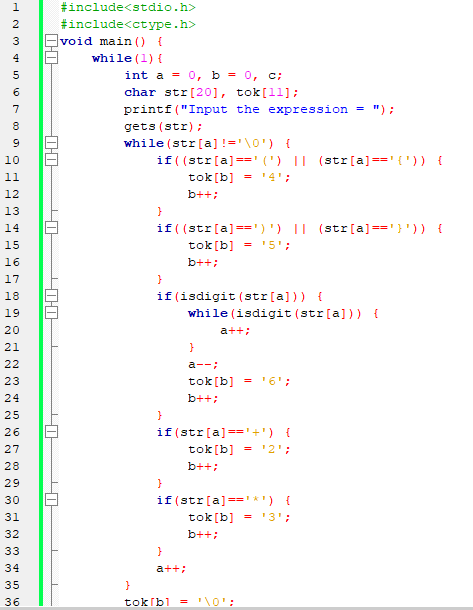 1 #include<stdio.h>
2 #include<ctype.h>
3 void main() {
4 while(1){
5 int a = 0, b = 0, c;
6 char str[20], tok[11];
7 printf("Input the expression = ");
8 gets(str);
9 while(str[a]!='\0') {
10 if((str[a]=='(') || (str[a]=='{')) {
11 tok[b] = '4';
12 b++;
13 }
14 if((str[a]==')') || (str[a]=='}')) {
15 tok[b] = '5';
16 b++;
17 }
18 if(isdigit(str[a])) {
19 while(isdigit(str[a])) {
20 a++;
21 }
22 a--;
23 tok[b] = '6';
24 b++;
25 }
26 if(str[a]=='+') {
27 tok[b] = '2';
28 b++;
29 }
30 if(str[a]=='*') {
31 tok[b] = '3';
32 b++;
33 }
34 a++;
35 }
36 tok[b] = '\0';